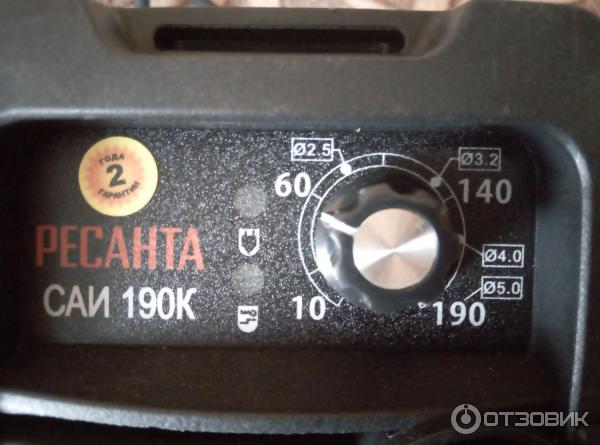 2 ГОДА ГАРАНТИИ
РЕСАНТА
САИ 190К
Ø2.5
Ø3.2
60
140
Ø4.0
10
190
Ø5.0
ОТЗОВИК